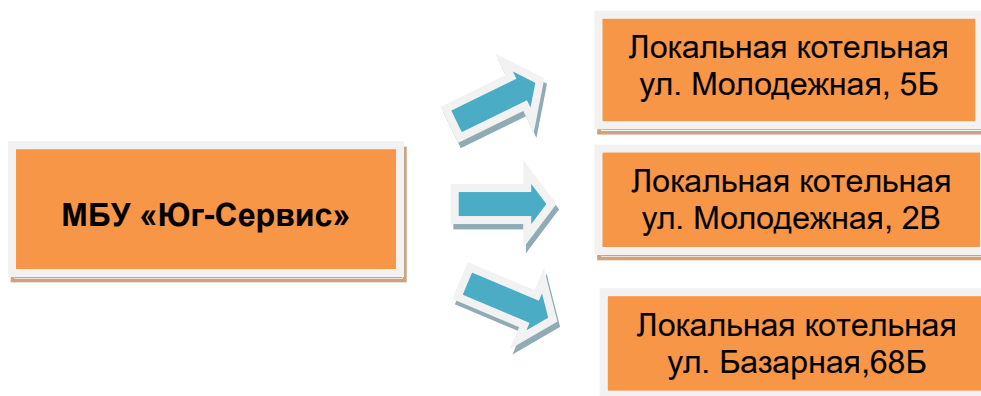 Локальная котельная
ул. Молодежная, 5Б
МБУ «Юг-Сервис»
Локальная котельная
ул. Молодежная, 2В
Локальная котельная
ул. Базарная,68Б